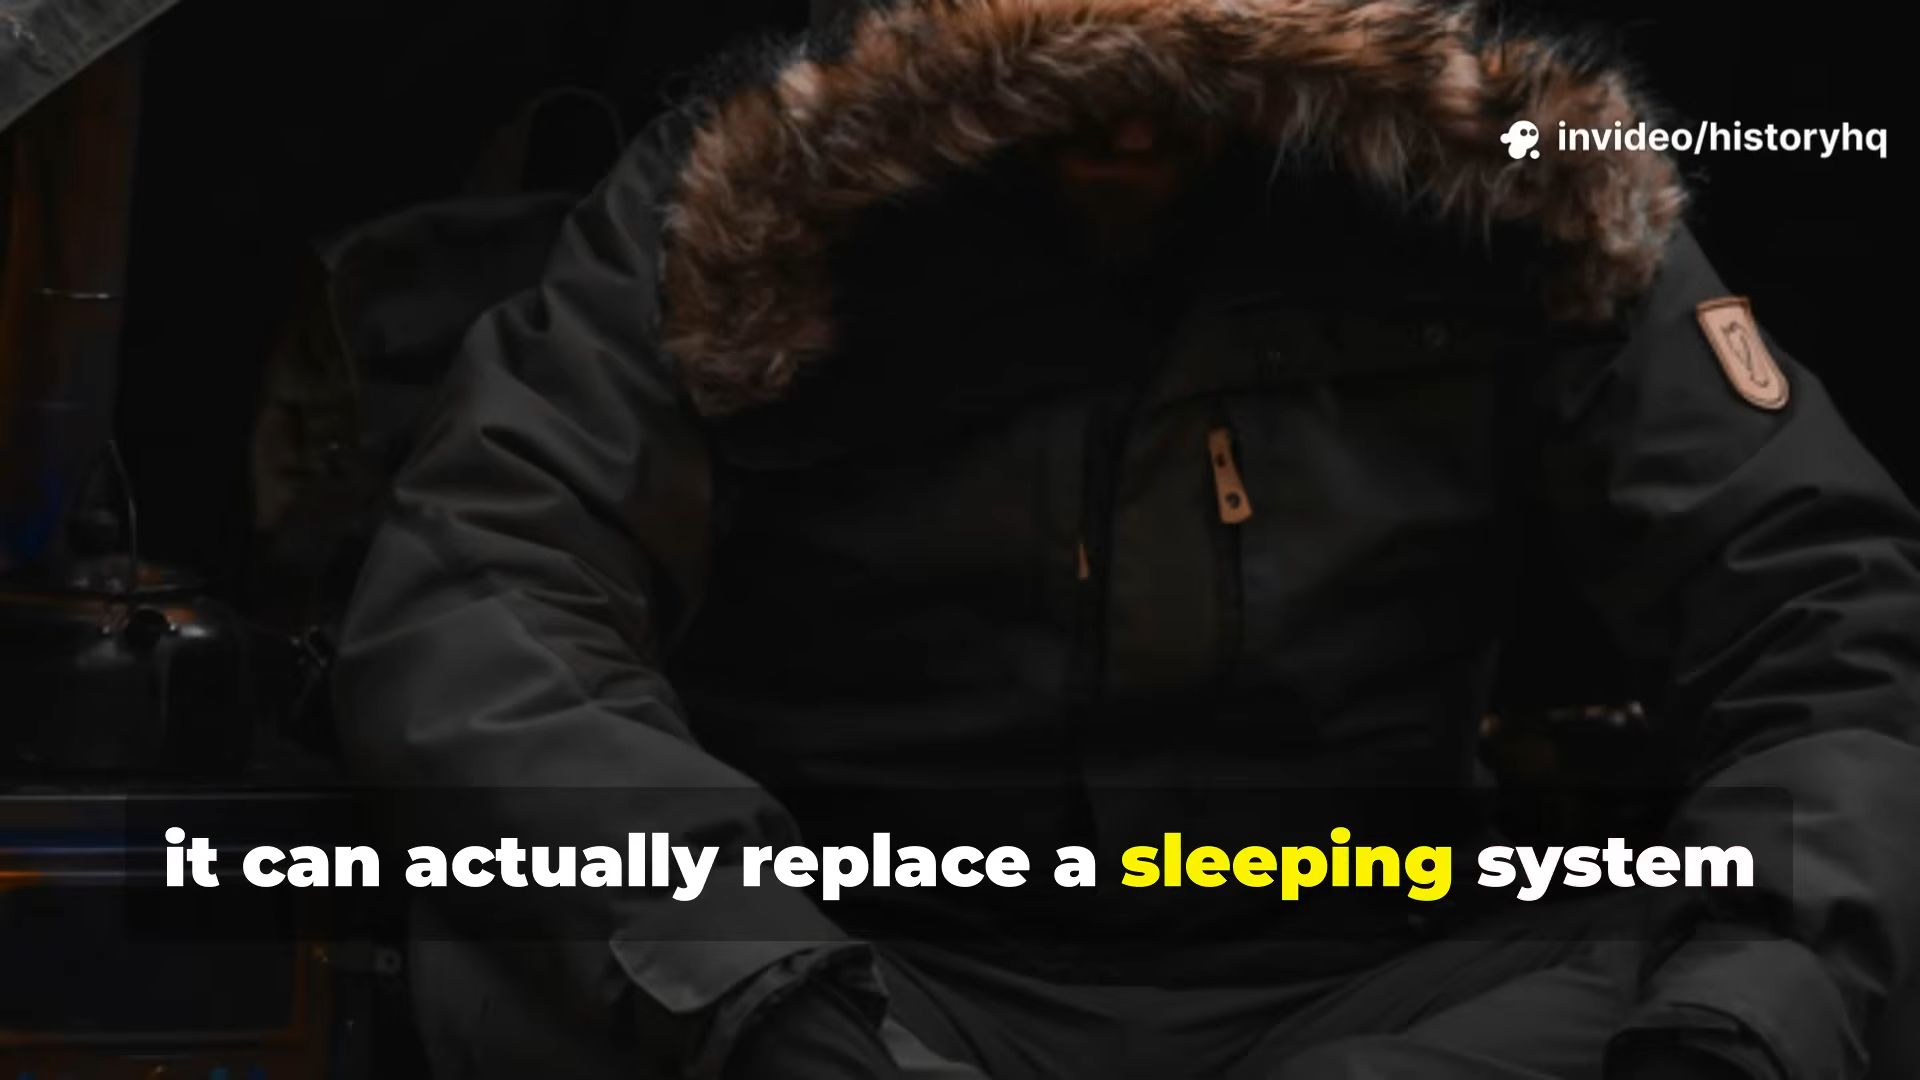 invideo/historyhq
it can actually replace a sleeping system